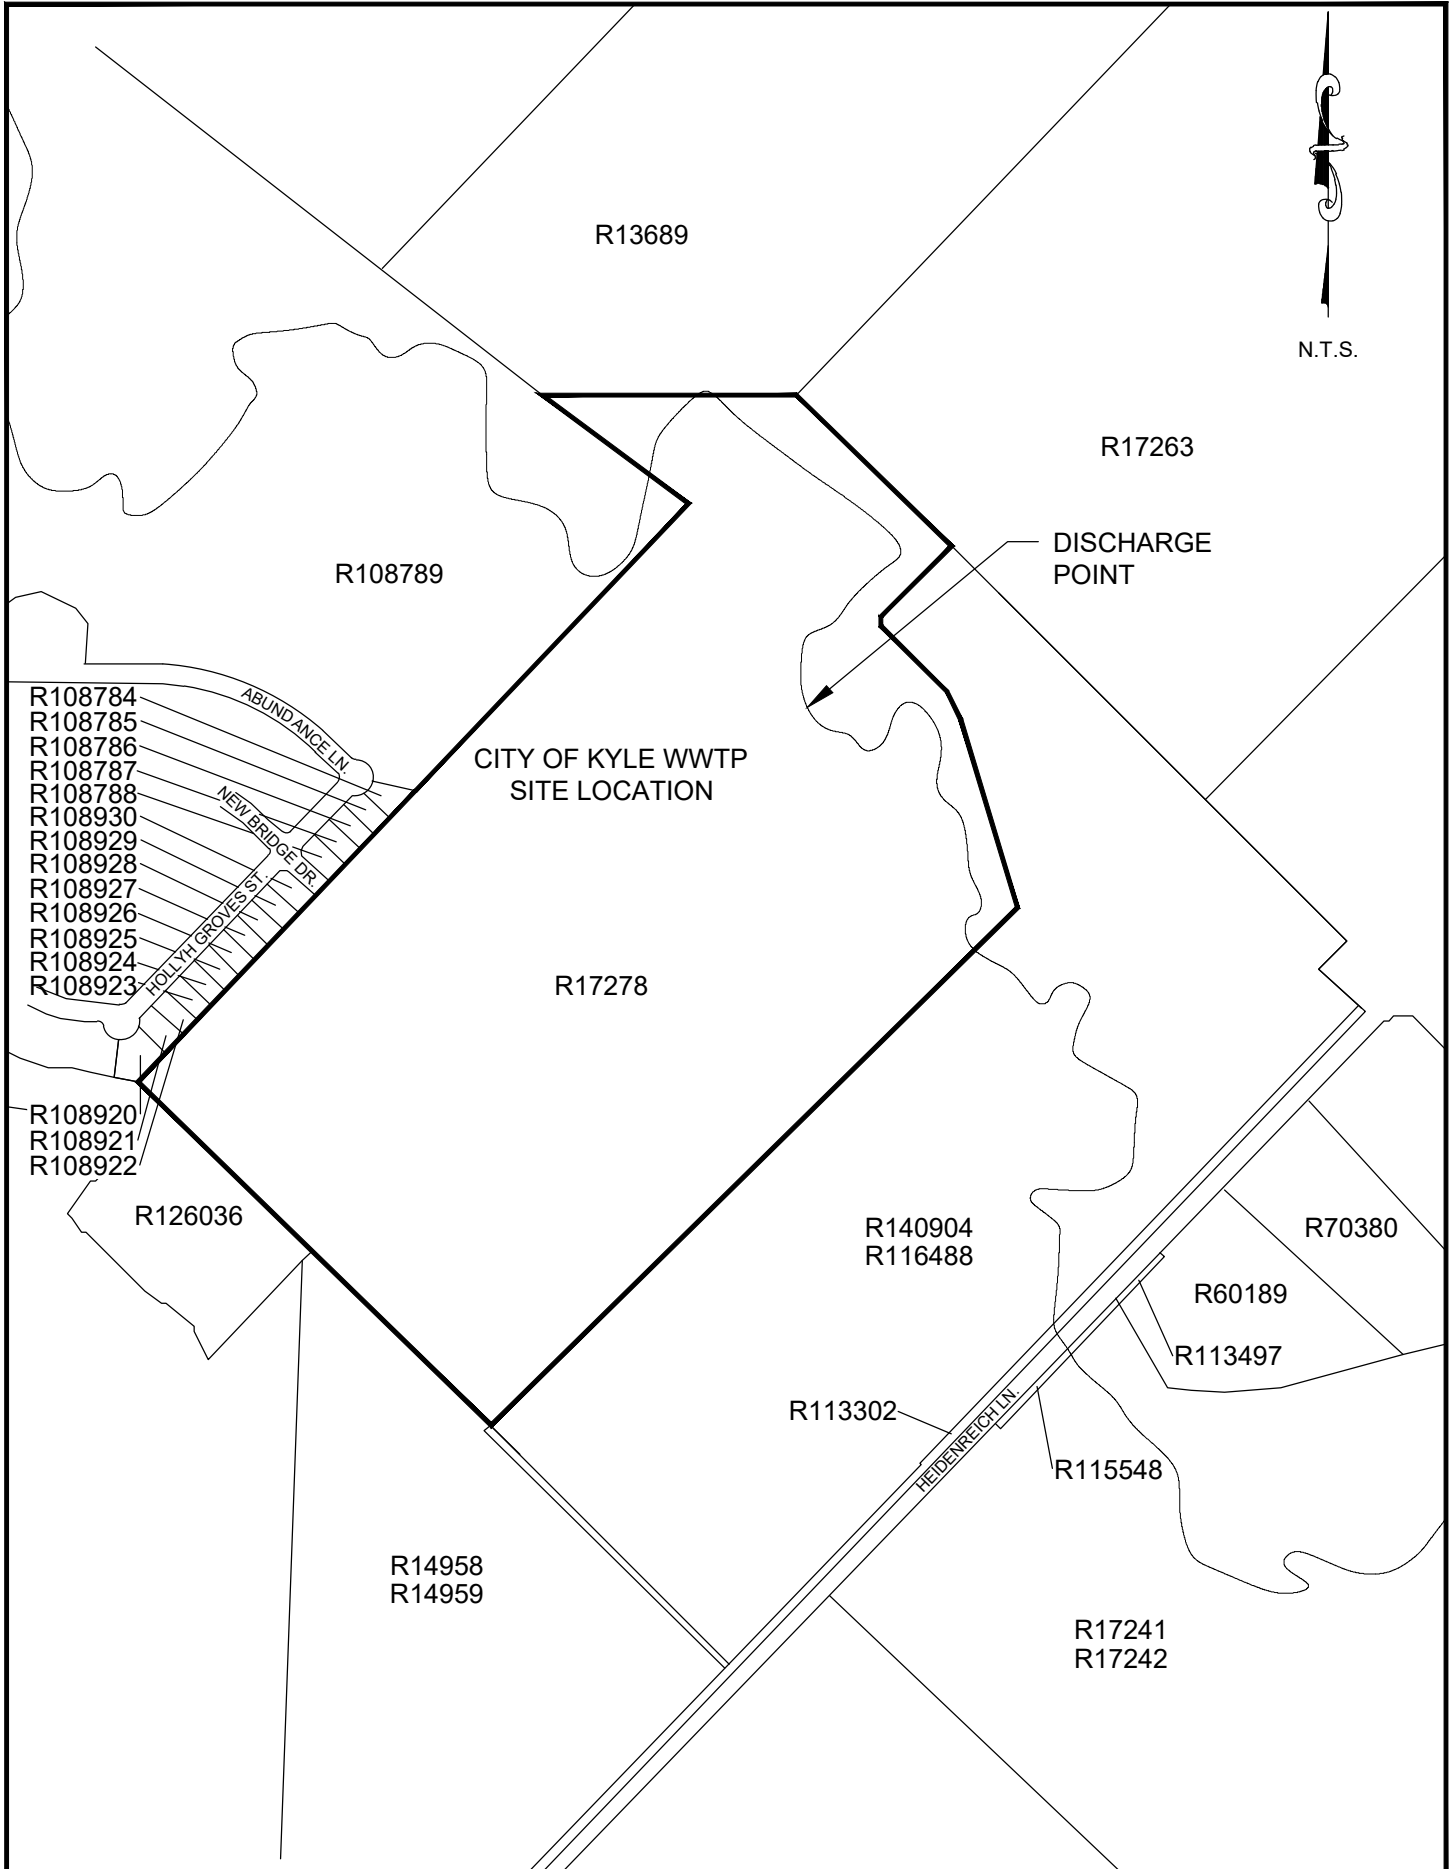 R13689
N.T.S.
R17263
DISCHARGE
POINT
R108789
R108784
R108785
R108786
R108787
R108788
R108930
R108929
R108928
R108927
R108926
R108925
R108924
R108923
ABUNDANCE LN.
NEW BRIDGE DR.
HOLLYH GROVES ST.
CITY OF KYLE WWTP
SITE LOCATION
R17278
R108920
R108921
R108922
R126036
R140904
R116488
R70380
R60189
R113497
R113302
HEIDENREICH LN.
R115548
R14958
R14959
R17241
R17242